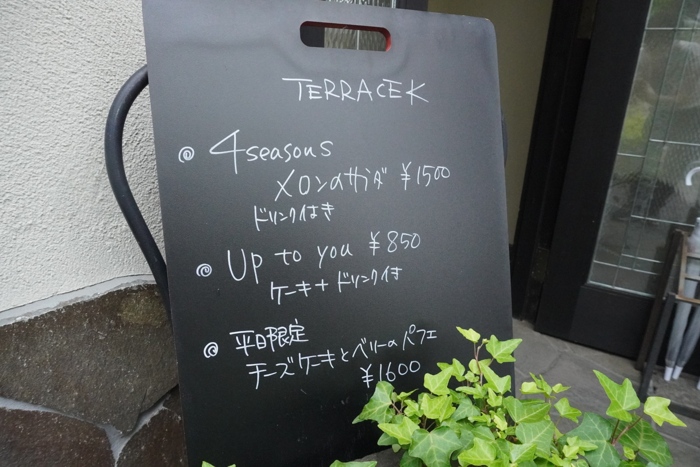 TERRACE K
4seasons
メロンのサラダ ¥1500
ドリンク付き
Up to you ¥850
ケーキ+ドリンク付
平日限定
チーズケーキとベリーのパフェ
¥1600